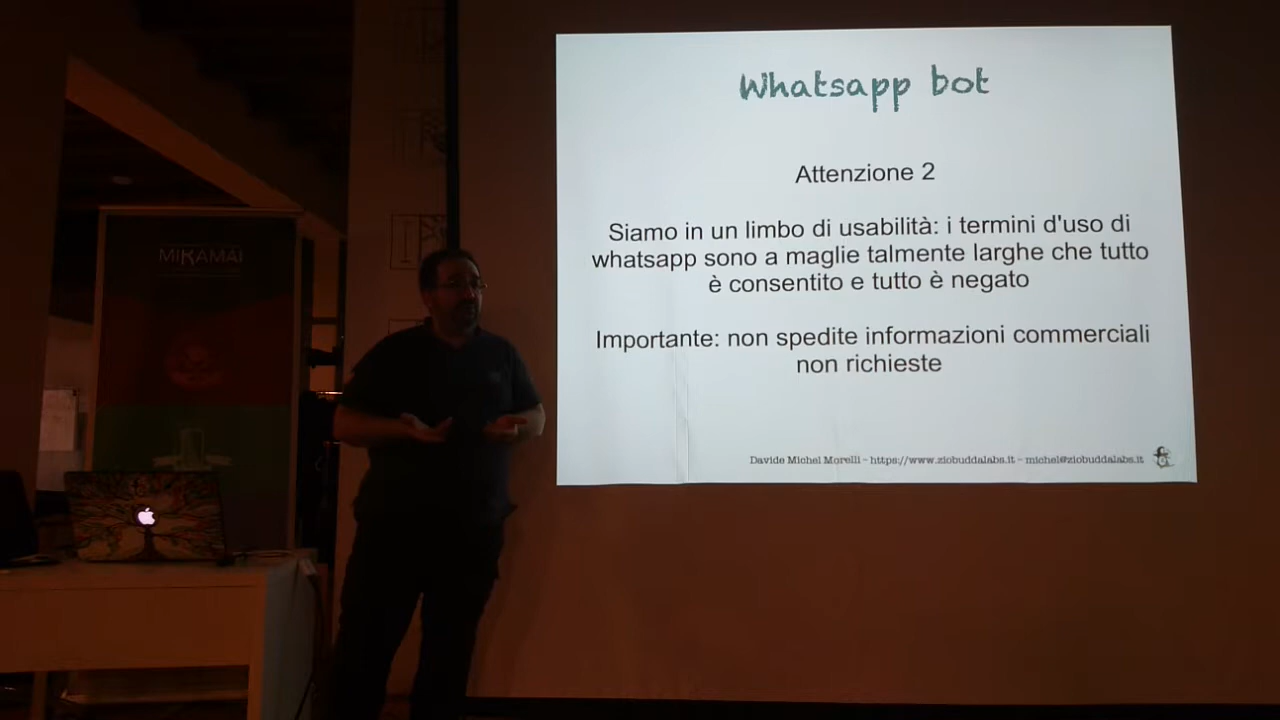 Whatsapp bot
Attenzione 2
Siamo in un limbo di usabilità: i termini d'uso di
whatsapp sono a maglie talmente larghe che tutto
è consentito e tutto è negato
Importante: non spedite informazioni commerciali
non richieste
Davide Michel Morelli - https://www.ziobuddalabs.it - michel@ziobuddalabs.it
MIKAMAI